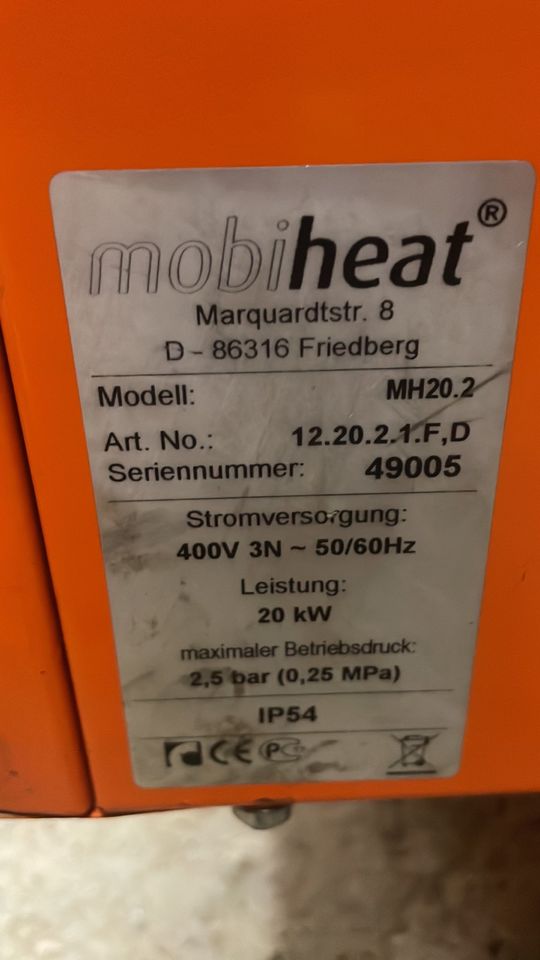 mobiheat®
Marquardtstr. 8
D - 86316 Friedberg
Modell: MH20.2
Art. No.: 12.20.2.1.F,D
Seriennummer: 49005
Stromversorgung:
400V 3N ~ 50/60Hz
Leistung:
20 kW
maximaler Betriebsdruck:
2,5 bar (0,25 MPa)
IP54
CE